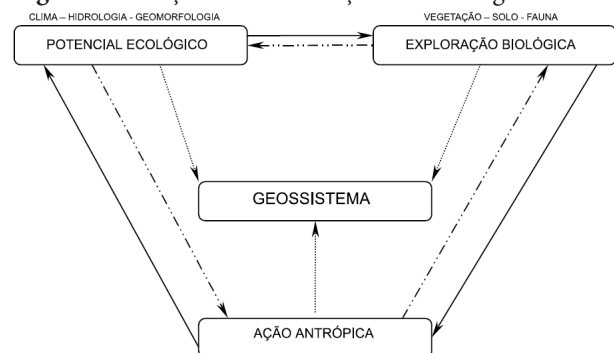 CLIMA – HIDROLOGIA - GEOMORFOLOGIA
VEGETAÇÃO – SOLO - FAUNA
POTENCIAL ECOLÓGICO
EXPLORAÇÃO BIOLÓGICA
GEOSSISTEMA
AÇÃO ANTRÓPICA